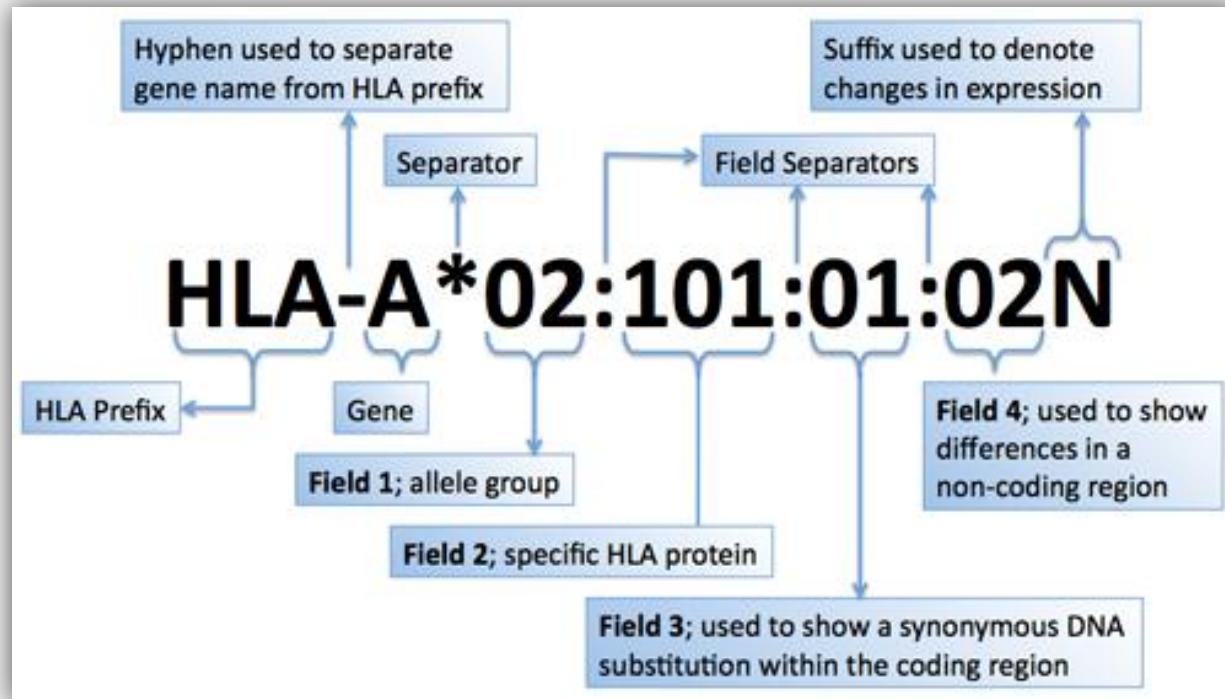 Hyphen used to separate
gene name from HLA prefix
Suffix used to denote
changes in expression
Separator
Field Separators
HLA-A*02:101:01:02N
HLA Prefix
Gene
Field 1; allele group
Field 2; specific HLA protein
Field 3; used to show a synonymous DNA
substitution within the coding region
Field 4; used to show
differences in a
non-coding region